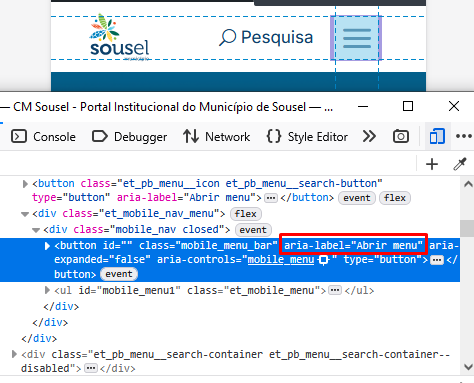 sousel
Pesquisa
— CM Sousel - Portal Institucional do Município de Sousel —
Console Debugger Network Style Editor
<button class="et_pb_menu__icon et_pb_menu__search-button"
type="button" aria-label="Abrir menu"> </button> event flex
<div class="et_mobile_nav_menu"> flex
<div class="mobile_nav closed"> event
<button id="" class="mobile_menu_bar" aria-label="Abrir menu" aria-
expanded="false" aria-controls="mobile_menu " type="button"> </
button> event
<ul id="mobile_menu1" class="et_mobile_menu"> </ul>
</div>
</div>
<div class="et_pb_menu__search-container et_pb_menu__search-container--
disabled"> </div>